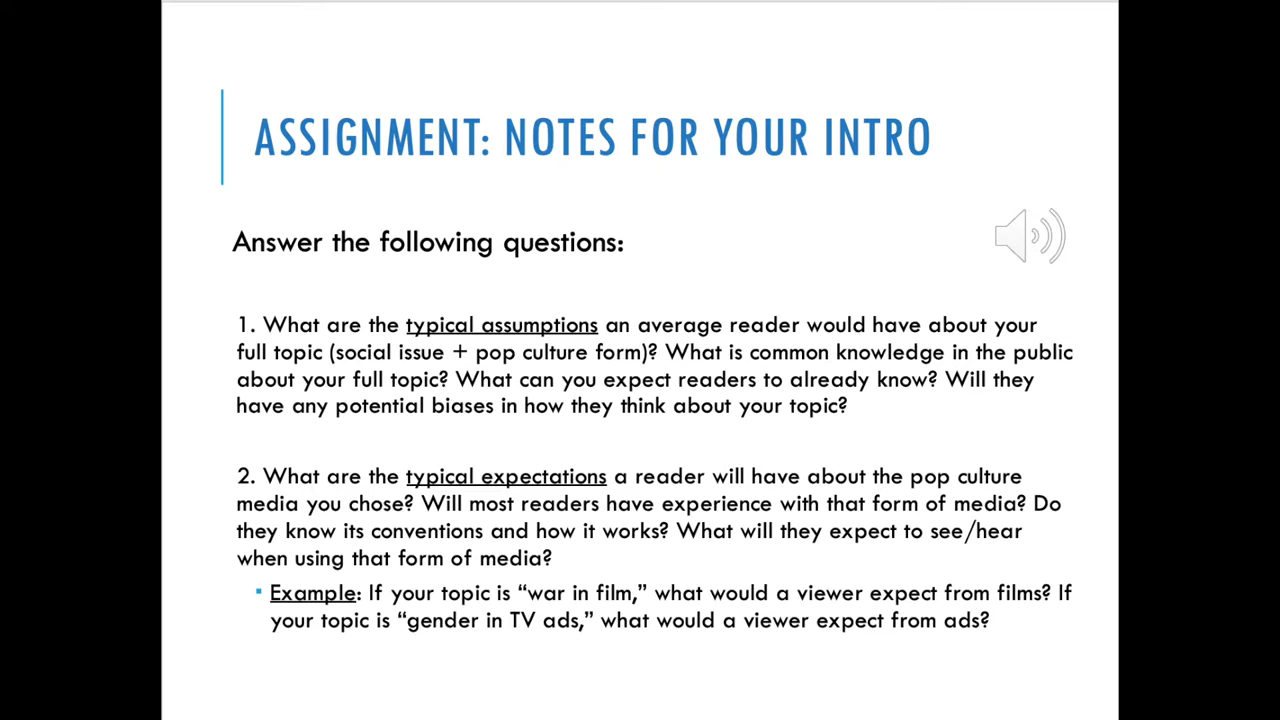 ASSIGNMENT: NOTES FOR YOUR INTRO
Answer the following questions:
1. What are the typical assumptions an average reader would have about your
full topic (social issue + pop culture form)? What is common knowledge in the public
about your full topic? What can you expect readers to already know? Will they
have any potential biases in how they think about your topic?
2. What are the typical expectations a reader will have about the pop culture
media you chose? Will most readers have experience with that form of media? Do
they know its conventions and how it works? What will they expect to see/hear
when using that form of media?
▪ Example: If your topic is “war in film,” what would a viewer expect from films? If
your topic is “gender in TV ads,” what would a viewer expect from ads?